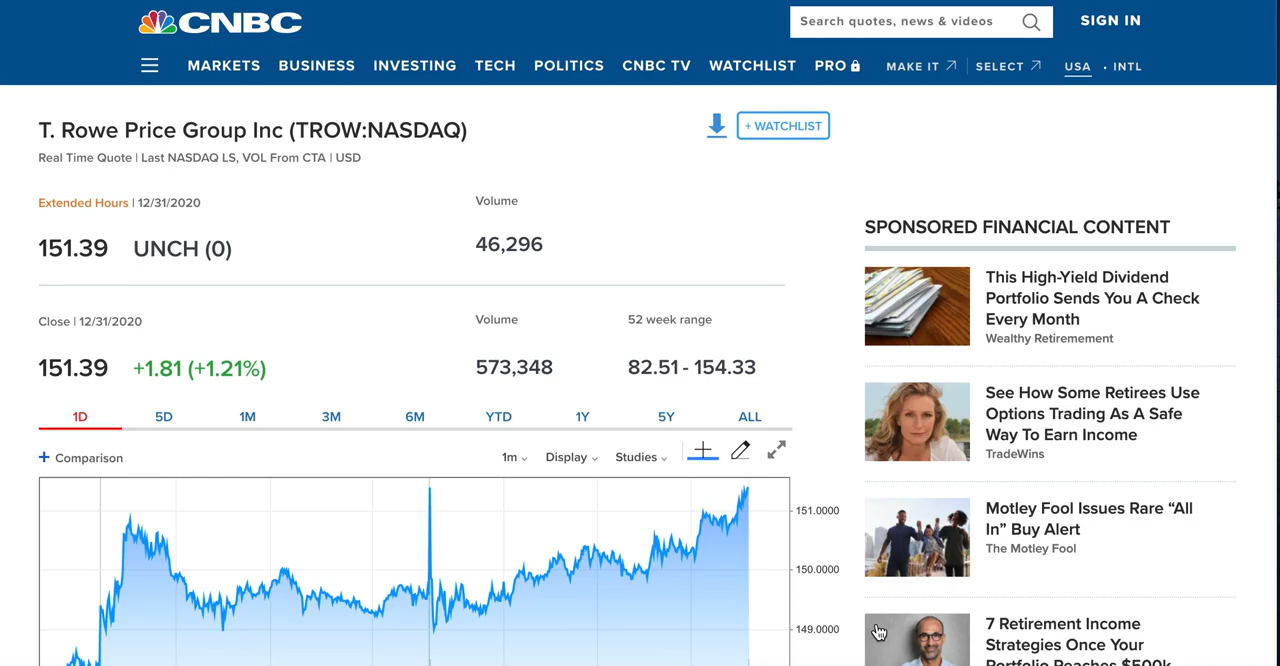 CNBC
Search quotes, news & videos
SIGN IN
MARKETS BUSINESS INVESTING TECH POLITICS CNBC TV WATCHLIST PRO MAKE IT SELECT USA · INTL
T. Rowe Price Group Inc (TROW:NASDAQ)
+ WATCHLIST
Real Time Quote | Last NASDAQ LS, VOL From CTA | USD
Extended Hours | 12/31/2020
Volume
151.39 UNCH (0)
46,296
Close | 12/31/2020
Volume
52 week range
151.39 +1.81 (+1.21%)
573,348
82.51 - 154.33
1D 5D 1M 3M 6M YTD 1Y 5Y ALL
+ Comparison
1m Display Studies
151.0000
150.0000
149.0000
SPONSORED FINANCIAL CONTENT
This High-Yield Dividend
Portfolio Sends You A Check
Every Month
Wealthy Retiremement
See How Some Retirees Use
Options Trading As A Safe
Way To Earn Income
TradeWins
Motley Fool Issues Rare “All
In” Buy Alert
The Motley Fool
7 Retirement Income
Strategies Once Your
Portfolio Reaches $500k